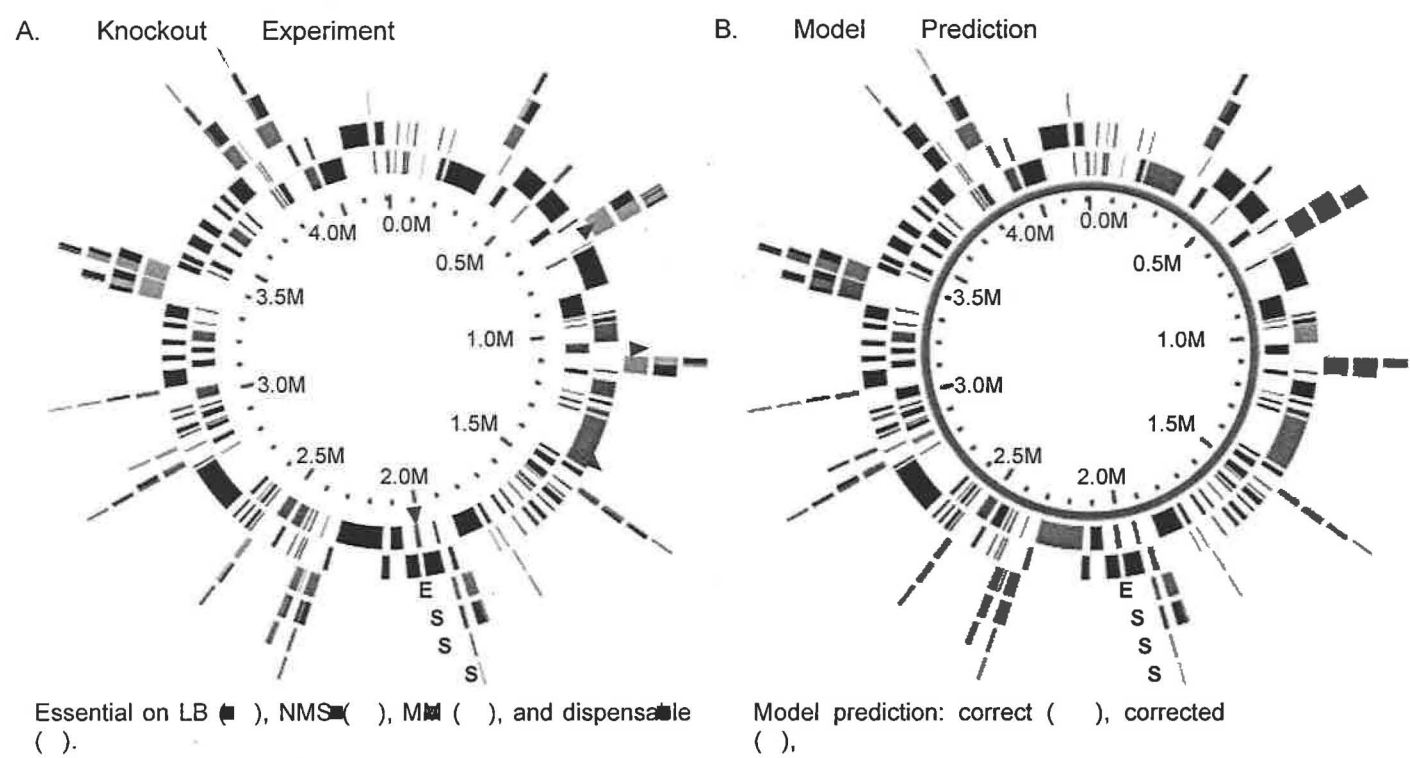 A. Knockout Experiment
B. Model Prediction
0.0M
0.5M
1.0M
1.5M
2.0M
2.5M
3.0M
3.5M
4.0M
E
S
S
S
0.0M
0.5M
1.0M
1.5M
2.0M
2.5M
3.0M
3.5M
4.0M
E
S
S
S
Essential on LB ( ), NMS ( ), MM ( ), and dispensable
( ).
Model prediction: correct ( ), corrected
( ),